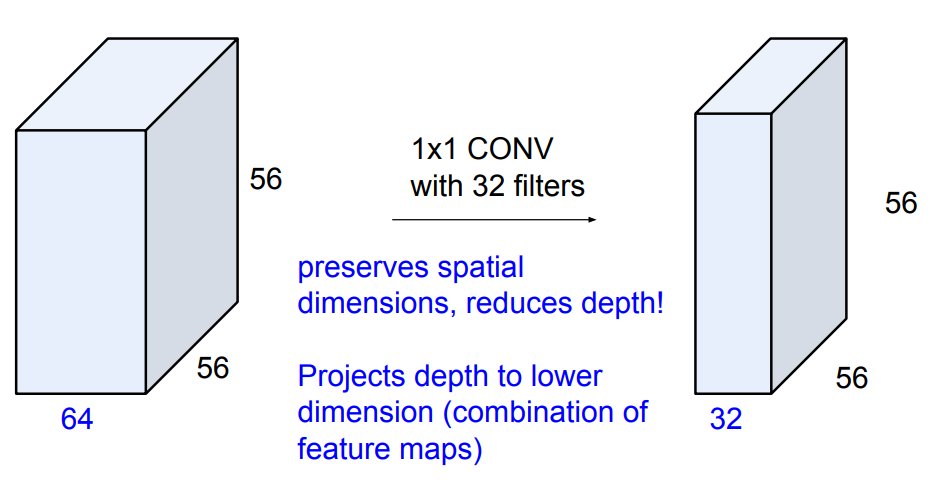 56
56
64
1x1 CONV
with 32 filters
preserves spatial
dimensions, reduces depth!
Projects depth to lower
dimension (combination of
feature maps)
56
56
32